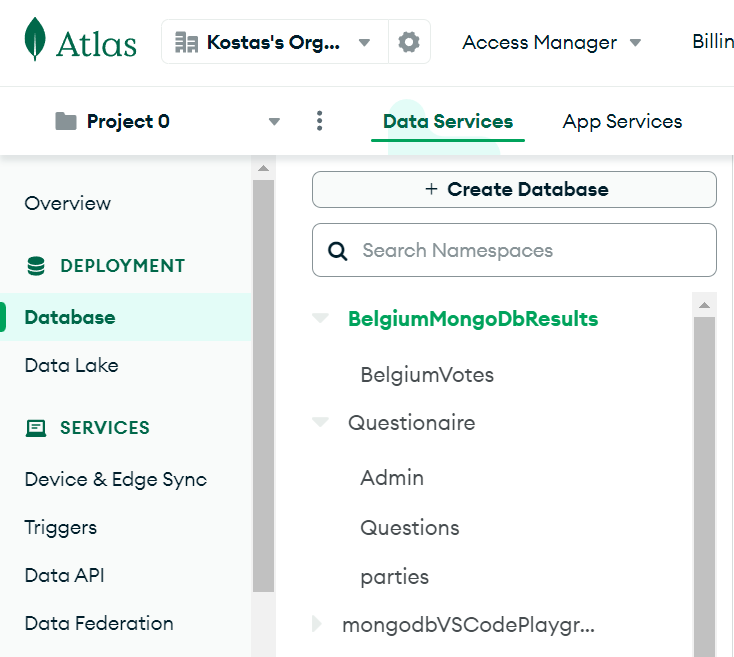 Atlas
Kostas's Org...
Access Manager
Billin
Project 0
Data Services
App Services
Overview
DEPLOYMENT
Database
Data Lake
SERVICES
Device & Edge Sync
Triggers
Data API
Data Federation
+ Create Database
Search Namespaces
BelgiumMongoDbResults
BelgiumVotes
Questionaire
Admin
Questions
parties
mongodbVSCodePlaygr...